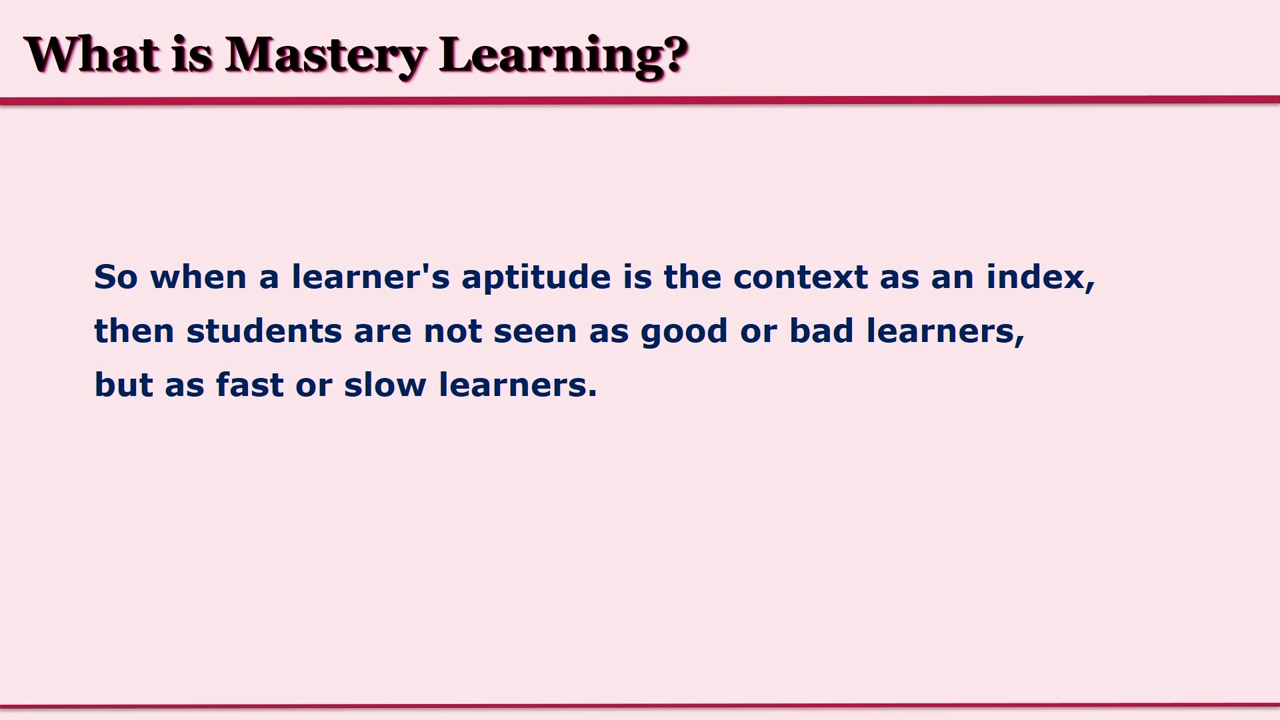 What is Mastery Learning?
So when a learner's aptitude is the context as an index,
then students are not seen as good or bad learners,
but as fast or slow learners.